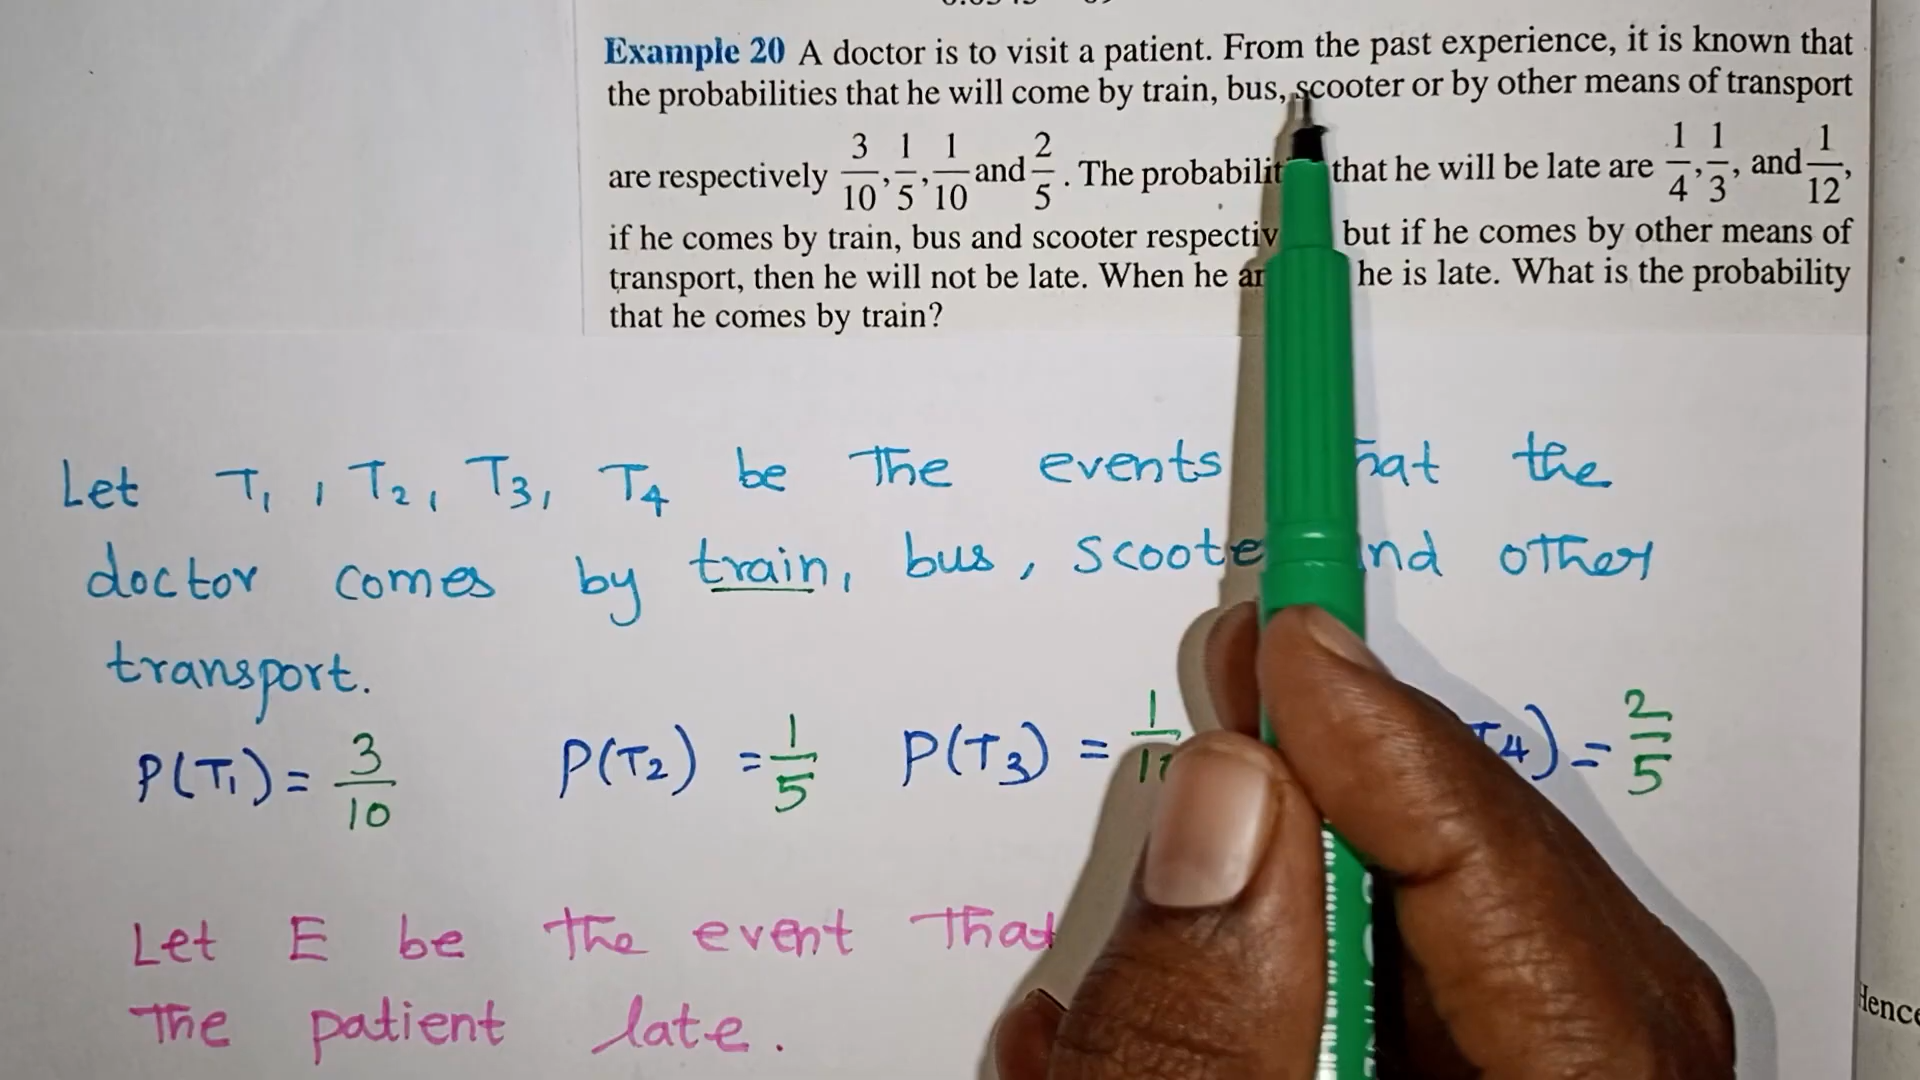 Example 20 A doctor is to visit a patient. From the past experience, it is known that
the probabilities that he will come by train, bus, scooter or by other means of transport
are respectively 3/10, 1/5, 1/10 and 2/5. The probabilit that he will be late are 1/4, 1/3, and 1/12,
if he comes by train, bus and scooter respectiv but if he comes by other means of
transport, then he will not be late. When he ar he is late. What is the probability
that he comes by train?
Let T1, T2, T3, T4 be The events hat the
doctor comes by train, bus, scoote nd other
transport.
P(T1) = 3/10 P(T2) = 1/5 P(T3) = 4) = 2/5
Let E be the event That
The patient late.
Hence